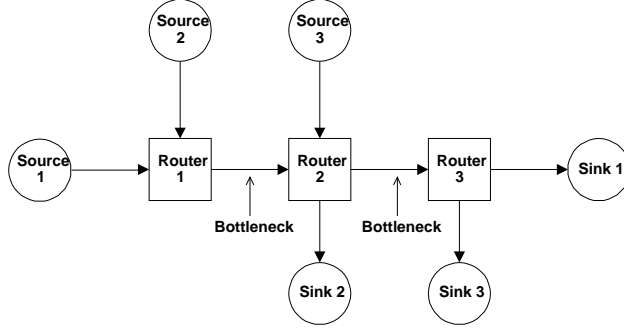 Source
2
Source
3
Source
1
Router
1
Router
2
Router
3
Sink 1
Bottleneck
Bottleneck
Sink 2
Sink 3